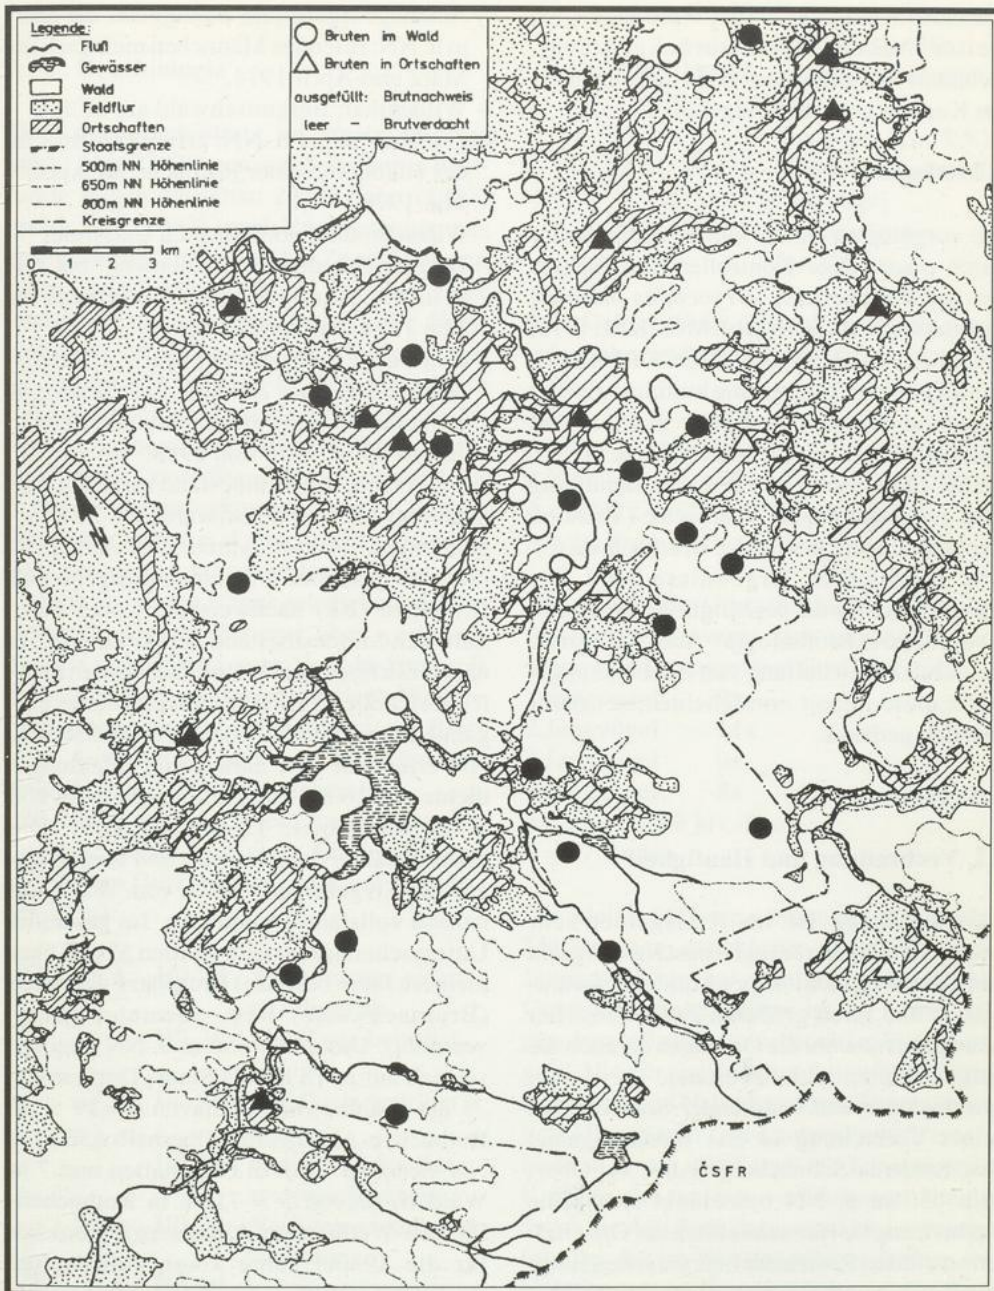 Legende:
Fluß
Gewässer
Wald
Feldflur
Ortschaften
Staatsgrenze
500m NN Höhenlinie
650m NN Höhenlinie
800m NN Höhenlinie
Kreisgrenze
0 1 2 3 km
Bruten im Wald
Bruten in Ortschaften
ausgefüllt: Brutnachweis
leer : Brutverdacht
N
ČSFR